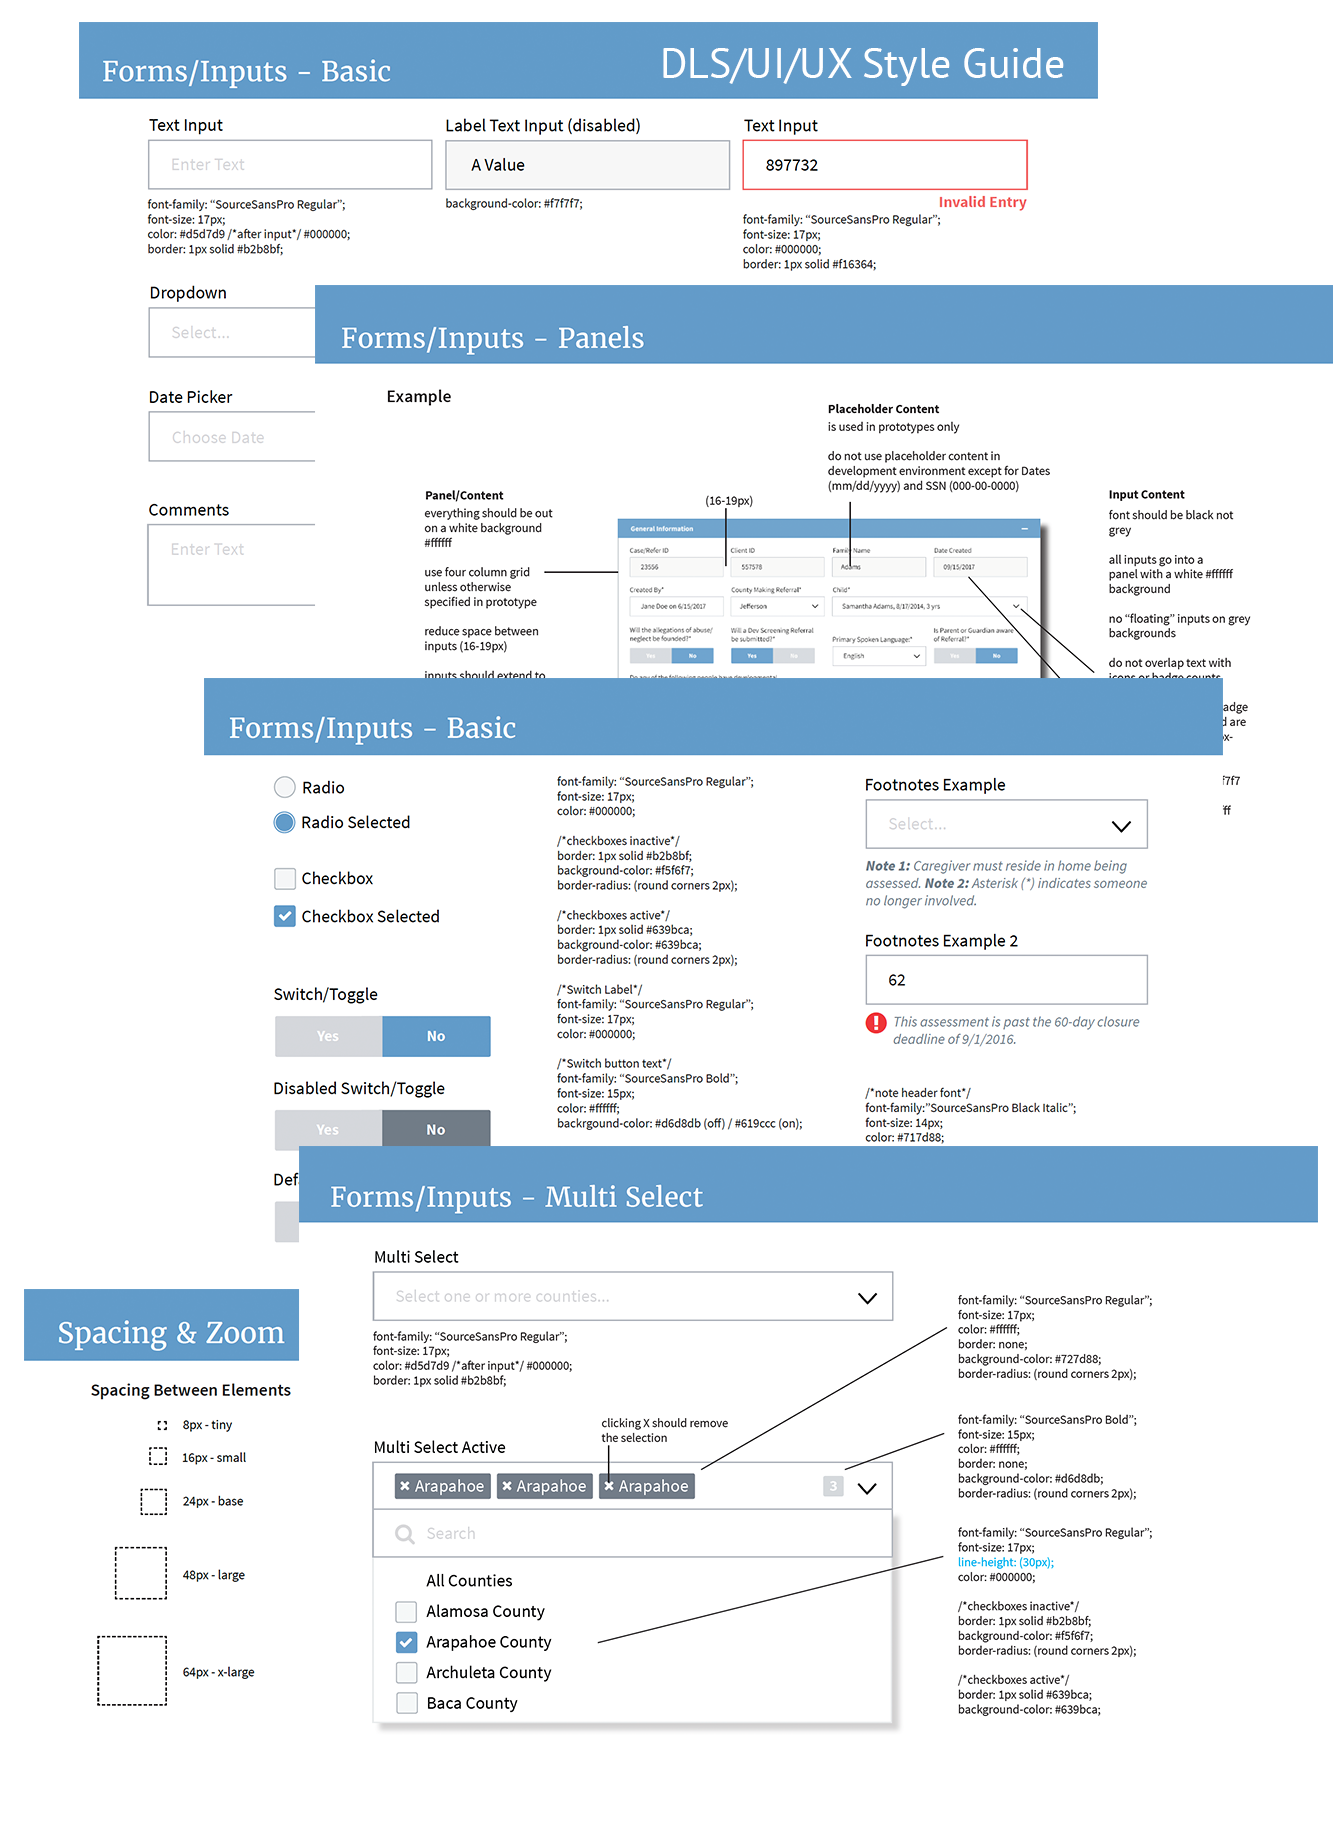 Forms/Inputs - Basic
DLS/UI/UX Style Guide
Text Input
Enter Text
font-family: “SourceSansPro Regular”;
font-size: 17px;
color: #d5d7d9 /*after input*/ #000000;
border: 1px solid #b2b8bf;
Label Text Input (disabled)
A Value
background-color: #f7f7f7;
Text Input
897732
Invalid Entry
font-family: “SourceSansPro Regular”;
font-size: 17px;
color: #000000;
border: 1px solid #f16364;
Dropdown
Select...
Date Picker
Choose Date
Comments
Enter Text
Forms/Inputs - Panels
Example
Placeholder Content
is used in prototypes only
do not use placeholder content in
development environment except for Dates
(mm/dd/yyyy) and SSN (000-00-0000)
Panel/Content
everything should be out
on a white background
#ffffff
use four column grid
unless otherwise
specified in prototype
reduce space between
inputs (16-19px)
inputs should extend to
(16-19px)
General Information
Case/Refer ID
Client ID
Family Name
Date Created
23556
557578
Adams
09/15/2017
Created By*
County Making Referral*
Child*
Jane Doe on 6/15/2017
Jefferson
Samantha Adams, 8/17/2014, 3 yrs
Will the allegations of abuse/
neglect be founded?*
Will a Dev Screening Referral
be submitted?*
Primary Spoken Language:*
Is Parent or Guardian aware
of Referral?*
Yes
No
Yes
No
English
Yes
No
Do any of the following people have developmental
Input Content
font should be black not
grey
all inputs go into a
panel with a white #ffffff
background
no “floating” inputs on grey
backgrounds
do not overlap text with
icons or badge counts
Forms/Inputs - Basic
Radio
Radio Selected
Checkbox
Checkbox Selected
Switch/Toggle
Yes
No
Disabled Switch/Toggle
Yes
No
font-family: “SourceSansPro Regular”;
font-size: 17px;
color: #000000;
/*checkboxes inactive*/
border: 1px solid #b2b8bf;
background-color: #f5f6f7;
border-radius: (round corners 2px);
/*checkboxes active*/
border: 1px solid #639bca;
background-color: #639bca;
border-radius: (round corners 2px);
/*Switch Label*/
font-family: “SourceSansPro Regular”;
font-size: 17px;
color: #000000;
/*Switch button text*/
font-family: “SourceSansPro Bold”;
font-size: 15px;
color: #ffffff;
backrgound-color: #d6d8db (off) / #619ccc (on);
Footnotes Example
Select...
Note 1: Caregiver must reside in home being
assessed. Note 2: Asterisk (*) indicates someone
no longer involved.
Footnotes Example 2
62
This assessment is past the 60-day closure
deadline of 9/1/2016.
/*note header font*/
font-family:”SourceSansPro Black Italic”;
font-size: 14px;
color: #717d88;
Forms/Inputs - Multi Select
Multi Select
Select one or more counties...
font-family: “SourceSansPro Regular”;
font-size: 17px;
color: #d5d7d9 /*after input*/ #000000;
border: 1px solid #b2b8bf;
clicking X should remove
the selection
Multi Select Active
Arapahoe
Arapahoe
Arapahoe
3
Search
All Counties
Alamosa County
Arapahoe County
Archuleta County
Baca County
font-family: “SourceSansPro Regular”;
font-size: 17px;
color: #ffffff;
border: none;
background-color: #727d88;
border-radius: (round corners 2px);
font-family: “SourceSansPro Bold”;
font-size: 15px;
color: #ffffff;
border: none;
background-color: #d6d8db;
border-radius: (round corners 2px);
font-family: “SourceSansPro Regular”;
font-size: 17px;
line-height: (30px);
color: #000000;
/*checkboxes inactive*/
border: 1px solid #b2b8bf;
background-color: #f5f6f7;
border-radius: (round corners 2px);
/*checkboxes active*/
border: 1px solid #639bca;
background-color: #639bca;
Spacing & Zoom
Spacing Between Elements
8px - tiny
16px - small
24px - base
48px - large
64px - x-large